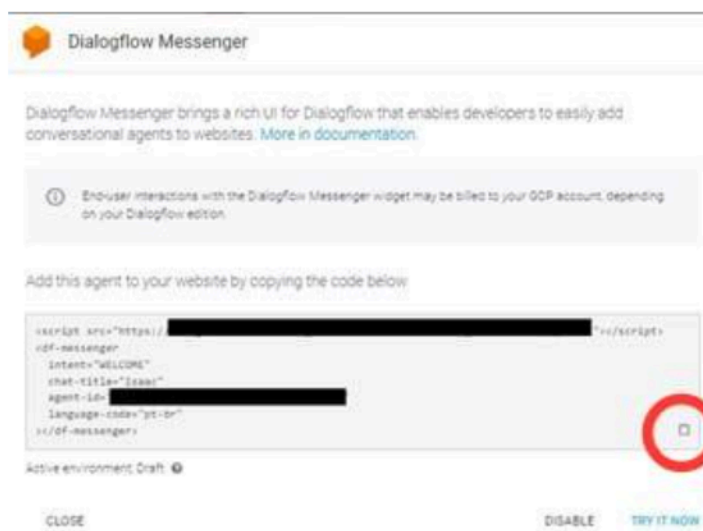 Dialogflow Messenger
Dialogflow Messenger brings a rich UI for Dialogflow that enables developers to easily add
conversational agents to websites. More in documentation.
End-user interactions with the Dialogflow Messenger widget may be billed to your GCP account, depending
on your Dialogflow edition.
Add this agent to your website by copying the code below
<script src="https:// "></script>
<df-messenger
intent="WELCOME"
chat-title="Isaac"
agent-id=
language-code="pt-br"
></df-messenger>
Active environment: Draft
CLOSE DISABLE TRY IT NOW